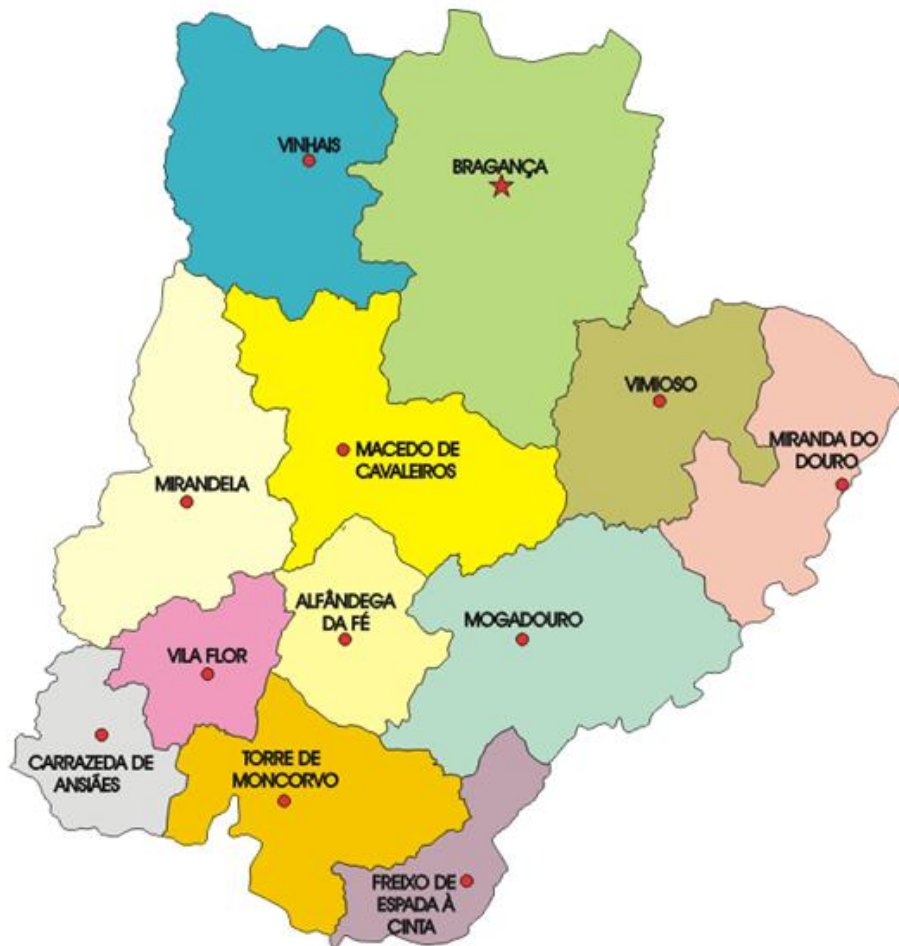 VINHAIS
BRAGANÇA
VIMIOSO
MIRANDA DO
DOURO
MACEDO DE
CAVALEIROS
MIRANDELA
ALFÂNDEGA
DA FÉ
MOGADOURO
VILA FLOR
CARRAZEDA DE
ANSIÃES
TORRE DE
MONCORVO
FREIXO DE
ESPADA À
CINTA